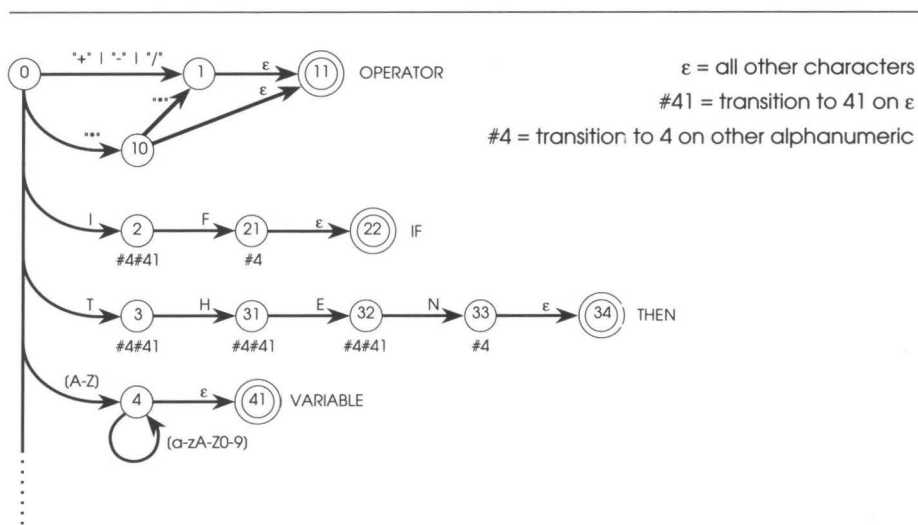 "+" | "-" | "/"
0 1 ε 11 OPERATOR
ε = all other characters
"*" ε
#41 = transition to 41 on ε
"*" 10
#4 = transition to 4 on other alphanumeric
I 2 F 21 ε 22 IF
#4#41 #4
T 3 H 31 E 32 N 33 ε 34 THEN
#4#41 #4#41 #4#41 #4
(A-Z) 4 ε 41 VARIABLE
(a-zA-Z0-9)